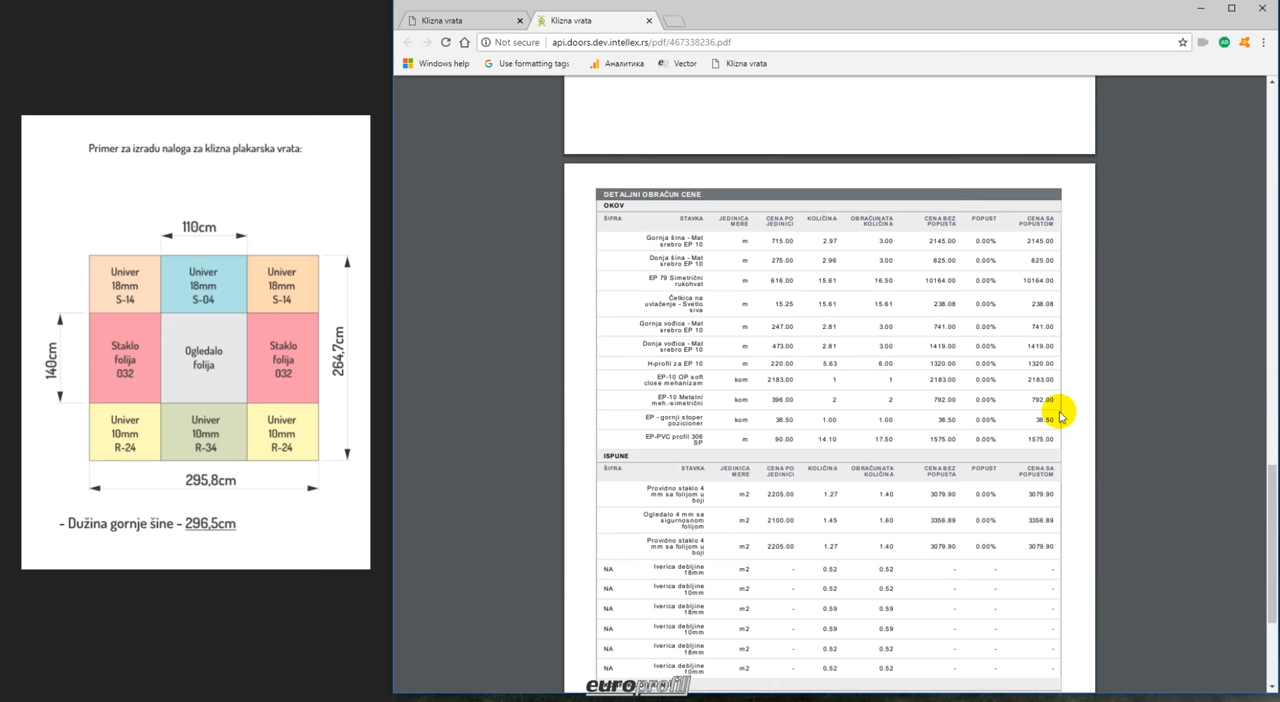 Klizna vrata
Klizna vrata
Not secure
api.doors.dev.intellex.rs/pdf/467338236.pdf
Windows help
Use formatting tags
Аналитика
Vector
Klizna vrata
Primer za izradu naloga za klizna plakarska vrata:
110cm
Univer 18mm S-14
Univer 18mm S-04
Univer 18mm S-14
140cm
Staklo folija 032
Ogledalo folija
Staklo folija 032
264,7cm
Univer 10mm R-24
Univer 10mm R-34
Univer 10mm R-24
295,8cm
- Dužina gornje šine - 296,5cm
DETALJNI OBRAČUN CENE
OKOV
ŠIFRA STAVKA JEDINICA MERE CENA PO JEDINICI KOLIČINA OBRAČUNATA KOLIČINA CENA BEZ POPUSTA POPUST CENA SA POPUSTOM
Gornja šina - Mat srebro EP 10 m 715.00 2.97 3.00 2145.00 0.00% 2145.00
Donja šina - Mat srebro EP 10 m 275.00 2.96 3.00 825.00 0.00% 825.00
EP 79 Simetrični rukohvat m 616.00 15.61 16.50 10164.00 0.00% 10164.00
Četkica na uvlačenje - Svetlo siva m 15.25 15.61 15.61 238.08 0.00% 238.08
Gornja vođica - Mat srebro EP 10 m 247.00 2.81 3.00 741.00 0.00% 741.00
Donja vođica - Mat srebro EP 10 m 473.00 2.81 3.00 1419.00 0.00% 1419.00
H-profil za EP 10 m 220.00 5.63 6.00 1320.00 0.00% 1320.00
EP-10 OP soft close mehanizam kom 2183.00 1 1 2183.00 0.00% 2183.00
EP-10 Metalni meh.-simetrični kom 396.00 2 2 792.00 0.00% 792.00
EP - gornji stoper pozicioner kom 38.50 1.00 1.00 38.50 0.00% 38.50
EP-PVC profil 306 SP m 90.00 14.10 17.50 1575.00 0.00% 1575.00
ISPUNE
ŠIFRA STAVKA JEDINICA MERE CENA PO JEDINICI KOLIČINA OBRAČUNATA KOLIČINA CENA BEZ POPUSTA POPUST CENA SA POPUSTOM
Providno staklo 4 mm sa folijom u boji m2 2205.00 1.27 1.40 3079.90 0.00% 3079.90
Ogledalo 4 mm sa sigurnosnom folijom m2 2100.00 1.45 1.60 3356.89 0.00% 3356.89
Providno staklo 4 mm sa folijom u boji m2 2205.00 1.27 1.40 3079.90 0.00% 3079.90
NA Iverica debljine 18mm m2 - 0.52 0.52 - - -
NA Iverica debljine 10mm m2 - 0.52 0.52 - - -
NA Iverica debljine 18mm m2 - 0.59 0.59 - - -
NA Iverica debljine 10mm m2 - 0.59 0.59 - - -
NA Iverica debljine 18mm m2 - 0.52 0.52 - - -
NA Iverica debljine 10mm m2 - 0.52 0.52 - - -
europrofill